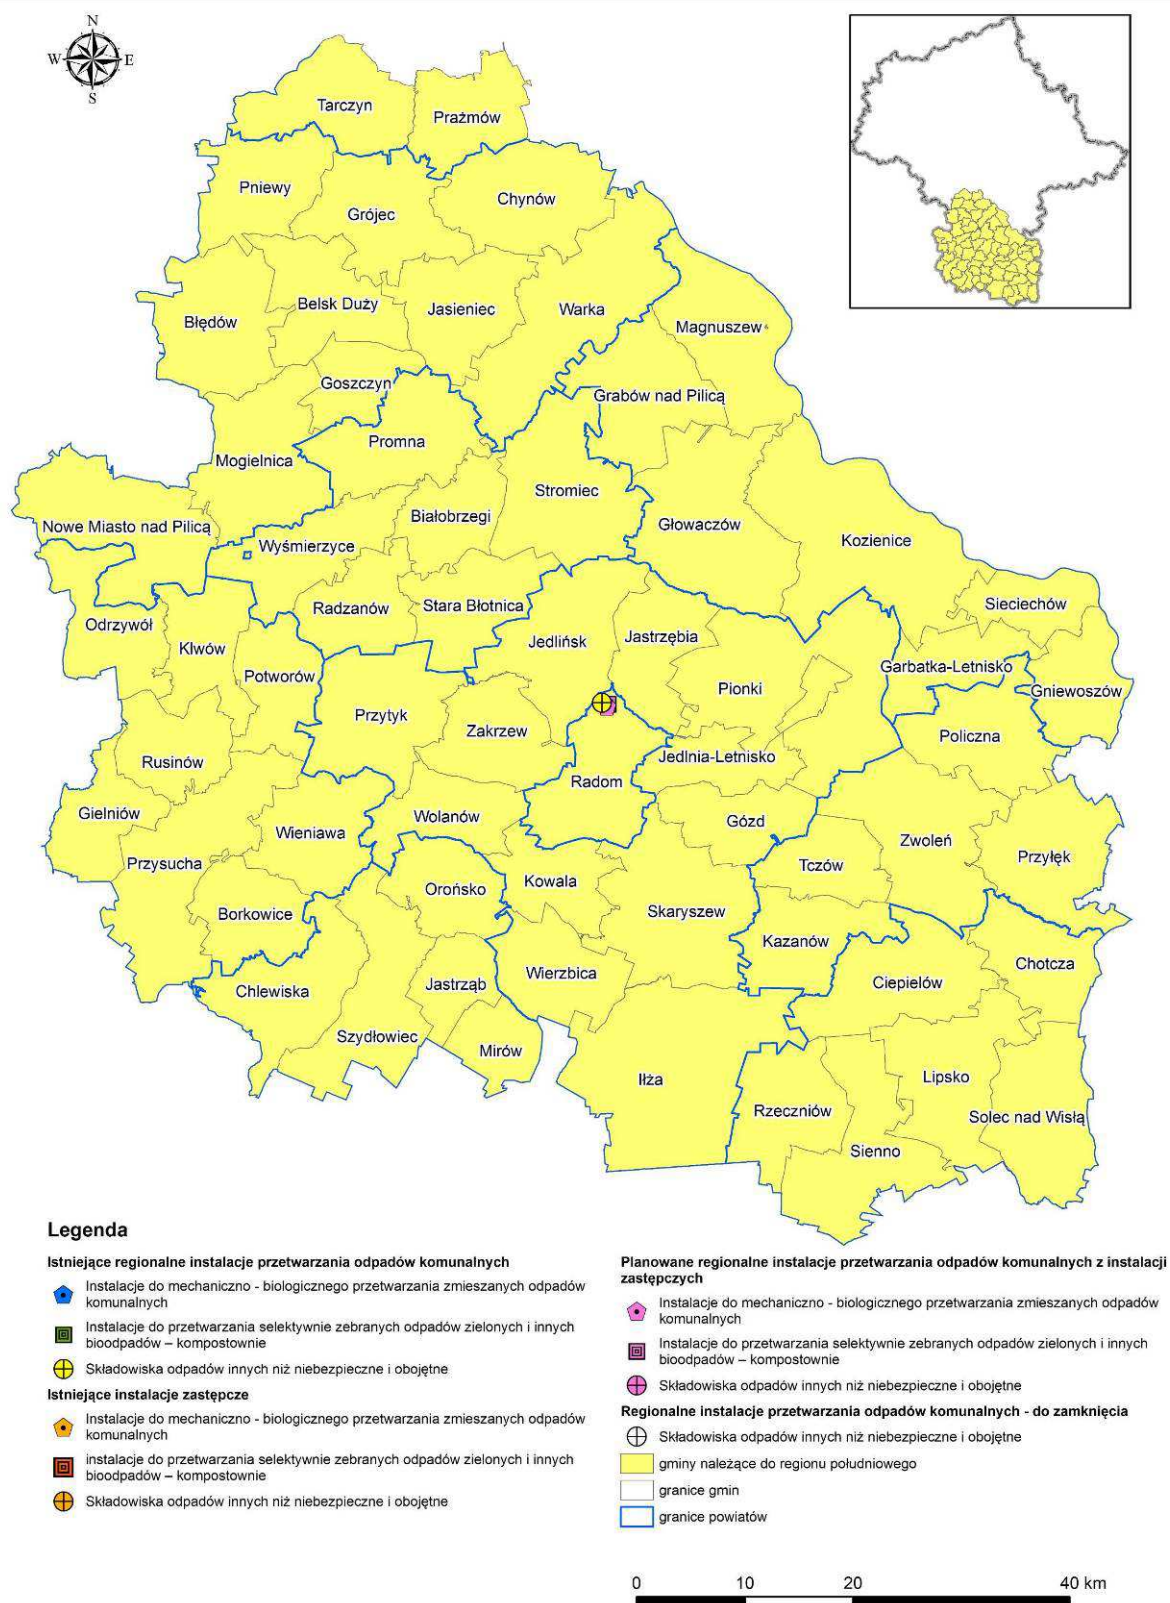 N
W E
S
Tarczyn
Prażmów
Pniewy
Grójec
Chynów
Błędów
Belsk Duży
Jasieniec
Warka
Magnuszew
Goszczyn
Grabów nad Pilicą
Promna
Mogielnica
Stromiec
Nowe Miasto nad Pilicą
Białobrzegi
Głowaczów
Wyśmierzyce
Kozienice
Radzanów
Stara Błotnica
Sieciechów
Odrzywół
Klwów
Jedlińsk
Jastrzębia
Potworów
Garbatka-Letnisko
Pionki
Gniewoszów
Przytyk
Zakrzew
Policzna
Rusinów
Jedlnia-Letnisko
Radom
Gielniów
Wolanów
Gózd
Wieniawa
Zwoleń
Przysucha
Tczów
Przyłęk
Orońsko
Kowala
Borkowice
Skaryszew
Kazanów
Chotcza
Wierzbica
Ciepielów
Chlewiska
Jastrząb
Szydłowiec
Mirów
Iłża
Lipsko
Rzeczniów
Solec nad Wisłą
Sienno
Legenda
Istniejące regionalne instalacje przetwarzania odpadów komunalnych
Instalacje do mechaniczno - biologicznego przetwarzania zmieszanych odpadów
komunalnych
Instalacje do przetwarzania selektywnie zebranych odpadów zielonych i innych
bioodpadów – kompostownie
Składowiska odpadów innych niż niebezpieczne i obojętne
Istniejące instalacje zastępcze
Instalacje do mechaniczno - biologicznego przetwarzania zmieszanych odpadów
komunalnych
instalacje do przetwarzania selektywnie zebranych odpadów zielonych i innych
bioodpadów – kompostownie
Składowiska odpadów innych niż niebezpieczne i obojętne
Planowane regionalne instalacje przetwarzania odpadów komunalnych z instalacji
zastępczych
Instalacje do mechaniczno - biologicznego przetwarzania zmieszanych odpadów
komunalnych
Instalacje do przetwarzania selektywnie zebranych odpadów zielonych i innych
bioodpadów – kompostownie
Składowiska odpadów innych niż niebezpieczne i obojętne
Regionalne instalacje przetwarzania odpadów komunalnych - do zamknięcia
Składowiska odpadów innych niż niebezpieczne i obojętne
gminy należące do regionu południowego
granice gmin
granice powiatów
0 10 20 40 km